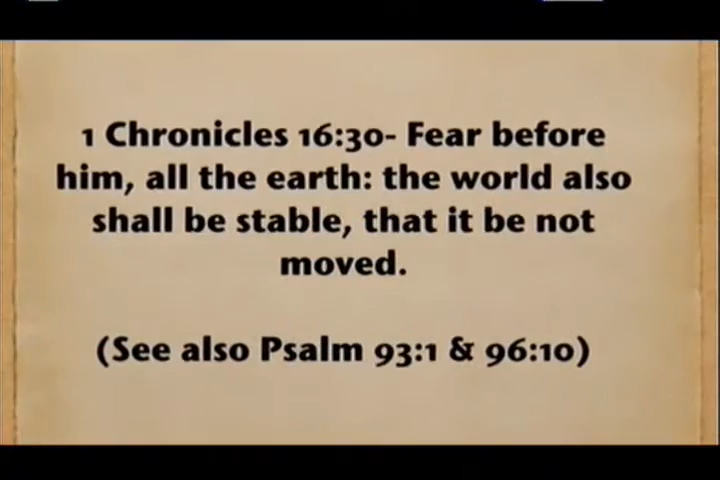 1 Chronicles 16:30- Fear before
him, all the earth: the world also
shall be stable, that it be not
moved.
(See also Psalm 93:1 & 96:10)